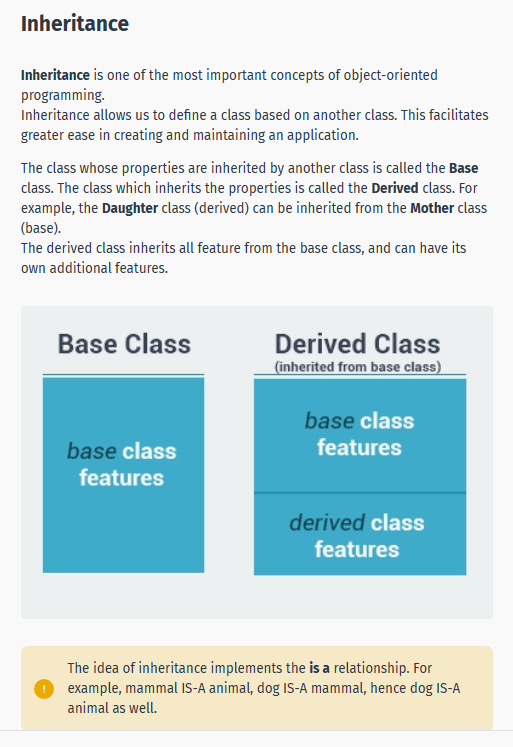 Inheritance
Inheritance is one of the most important concepts of object-oriented
programming.
Inheritance allows us to define a class based on another class. This facilitates
greater ease in creating and maintaining an application.
The class whose properties are inherited by another class is called the Base
class. The class which inherits the properties is called the Derived class. For
example, the Daughter class (derived) can be inherited from the Mother class
(base).
The derived class inherits all feature from the base class, and can have its
own additional features.
Base Class
base class
features
Derived Class
(inherited from base class)
base class
features
derived class
features
!
The idea of inheritance implements the is a relationship. For
example, mammal IS-A animal, dog IS-A mammal, hence dog IS-A
animal as well.